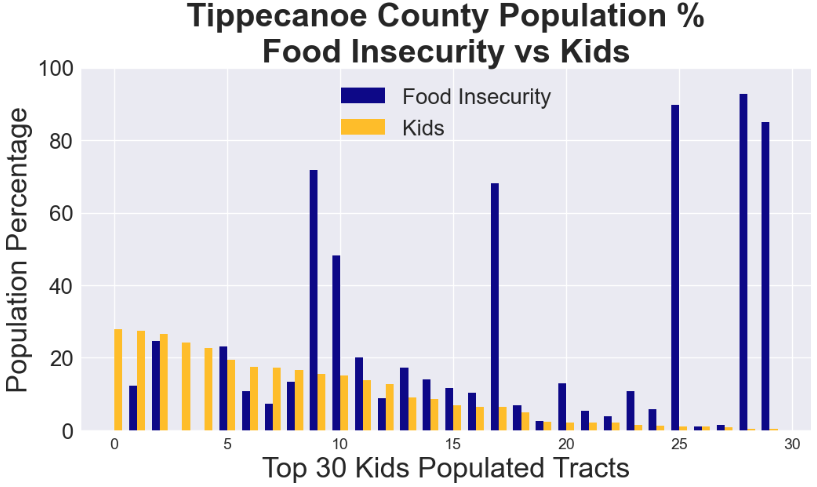 Tippecanoe County Population %
Food Insecurity vs Kids
100
80
60
40
20
0
Population Percentage
Food Insecurity
Kids
0 5 10 15 20 25 30
Top 30 Kids Populated Tracts